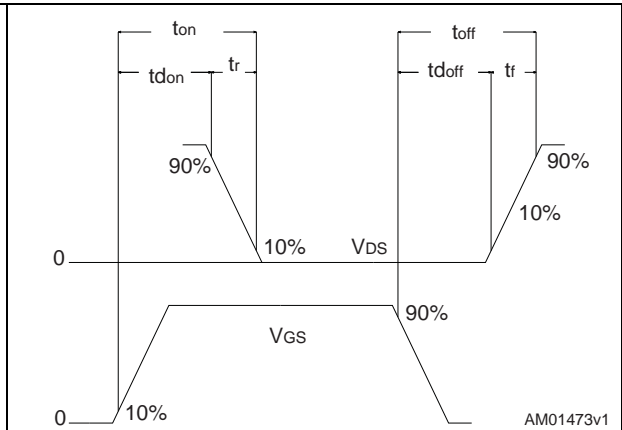 ton toff
tdon tr tdoff tf
90% 90%
10%
10% VDS
0
90%
VGS
10%
0
AM01473v1